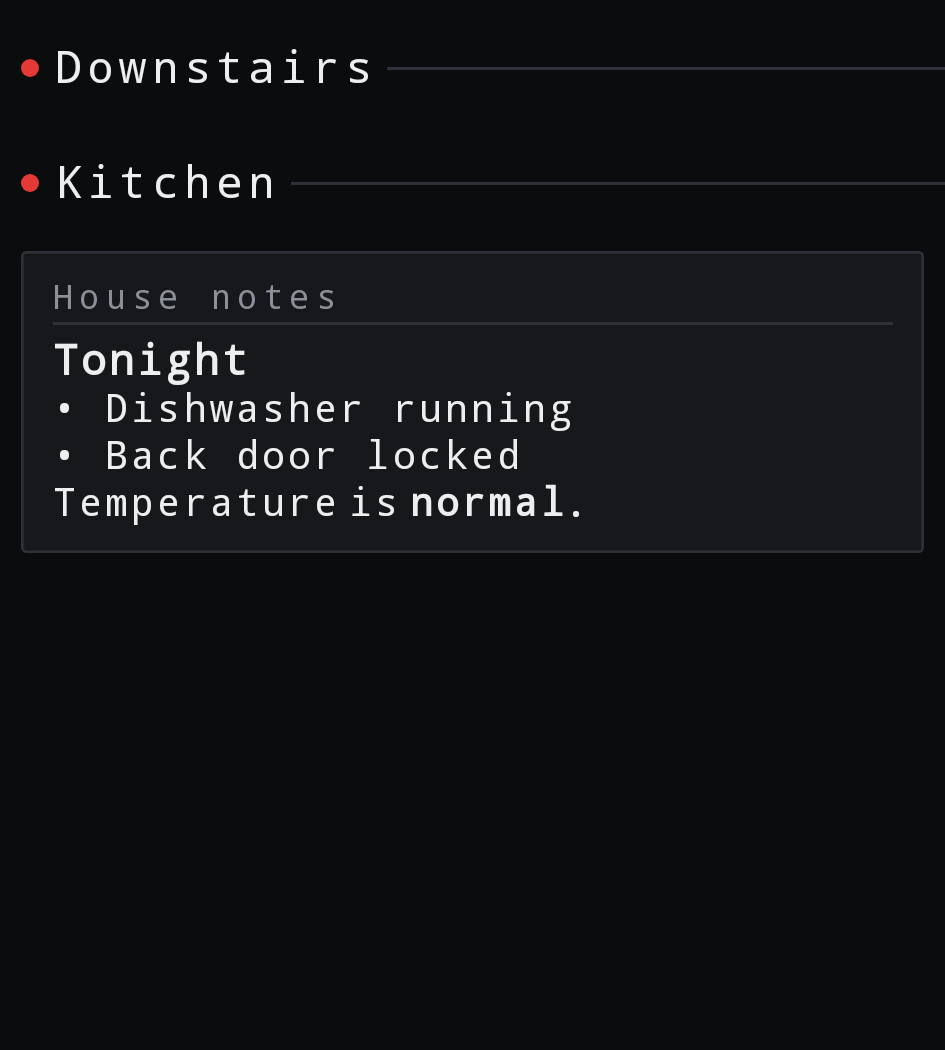 Downstairs
Kitchen
House notes
Tonight
• Dishwasher running
• Back door locked
Temperature is normal.